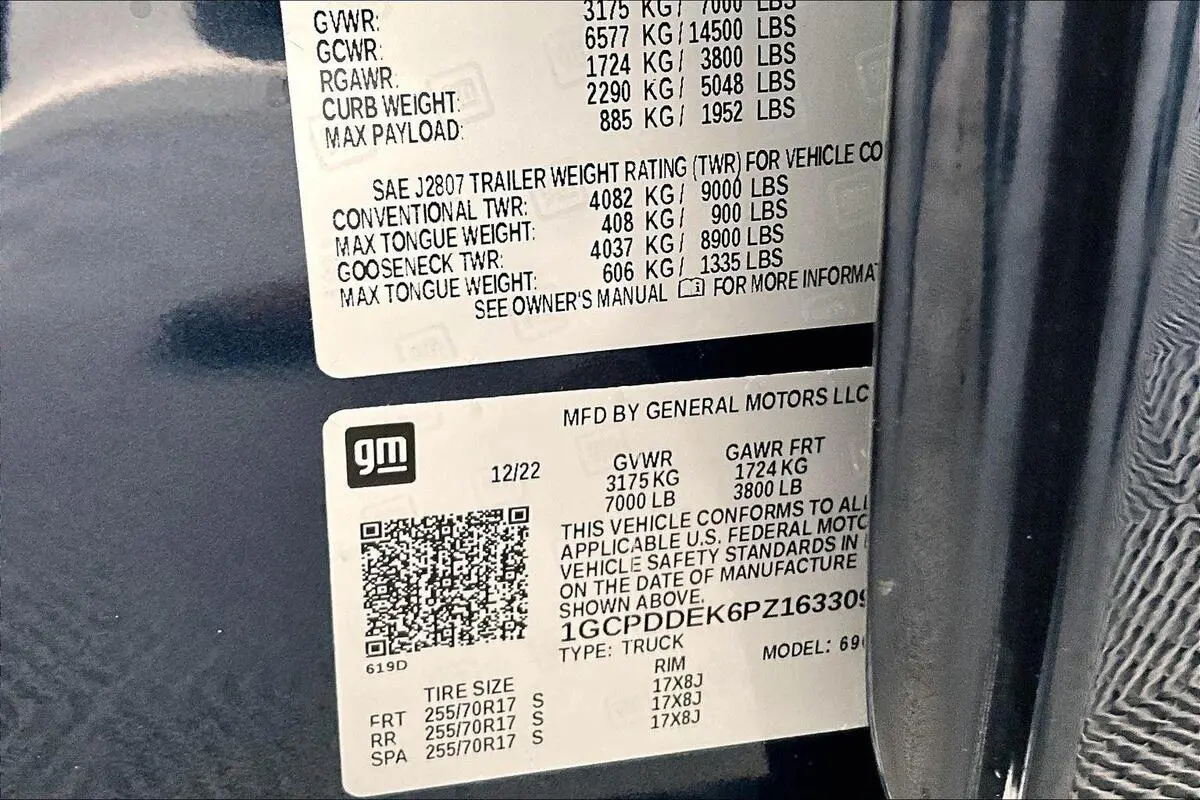 GVWR: 3175 KG/ 7000 LBS
GCWR: 6577 KG/14500 LBS
RGAWR: 1724 KG/ 3800 LBS
CURB WEIGHT: 2290 KG/ 5048 LBS
MAX PAYLOAD: 885 KG/ 1952 LBS
SAE J2807 TRAILER WEIGHT RATING (TWR) FOR VEHICLE CO
CONVENTIONAL TWR: 4082 KG/ 9000 LBS
MAX TONGUE WEIGHT: 408 KG/ 900 LBS
GOOSENECK TWR: 4037 KG/ 8900 LBS
MAX TONGUE WEIGHT: 606 KG/ 1335 LBS
SEE OWNER'S MANUAL FOR MORE INFORMA
MFD BY GENERAL MOTORS LLC
gm
12/22
GVWR GAWR FRT
3175 KG 1724 KG
7000 LB 3800 LB
THIS VEHICLE CONFORMS TO ALL
APPLICABLE U.S. FEDERAL MOTO
VEHICLE SAFETY STANDARDS IN
ON THE DATE OF MANUFACTURE
SHOWN ABOVE.
1GCPDDEK6PZ163309
TYPE: TRUCK MODEL: 69
619D
TIRE SIZE RIM
FRT 255/70R17 S 17X8J
RR 255/70R17 S 17X8J
SPA 255/70R17 S 17X8J